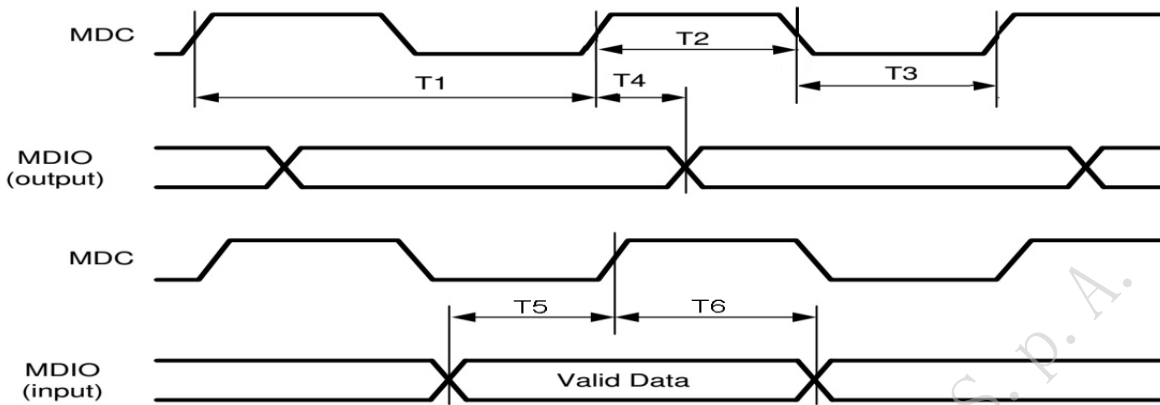 MDC
T1
T2
T3
T4
MDIO
(output)
MDC
T5
T6
MDIO
(input)
Valid Data
S. p. A.